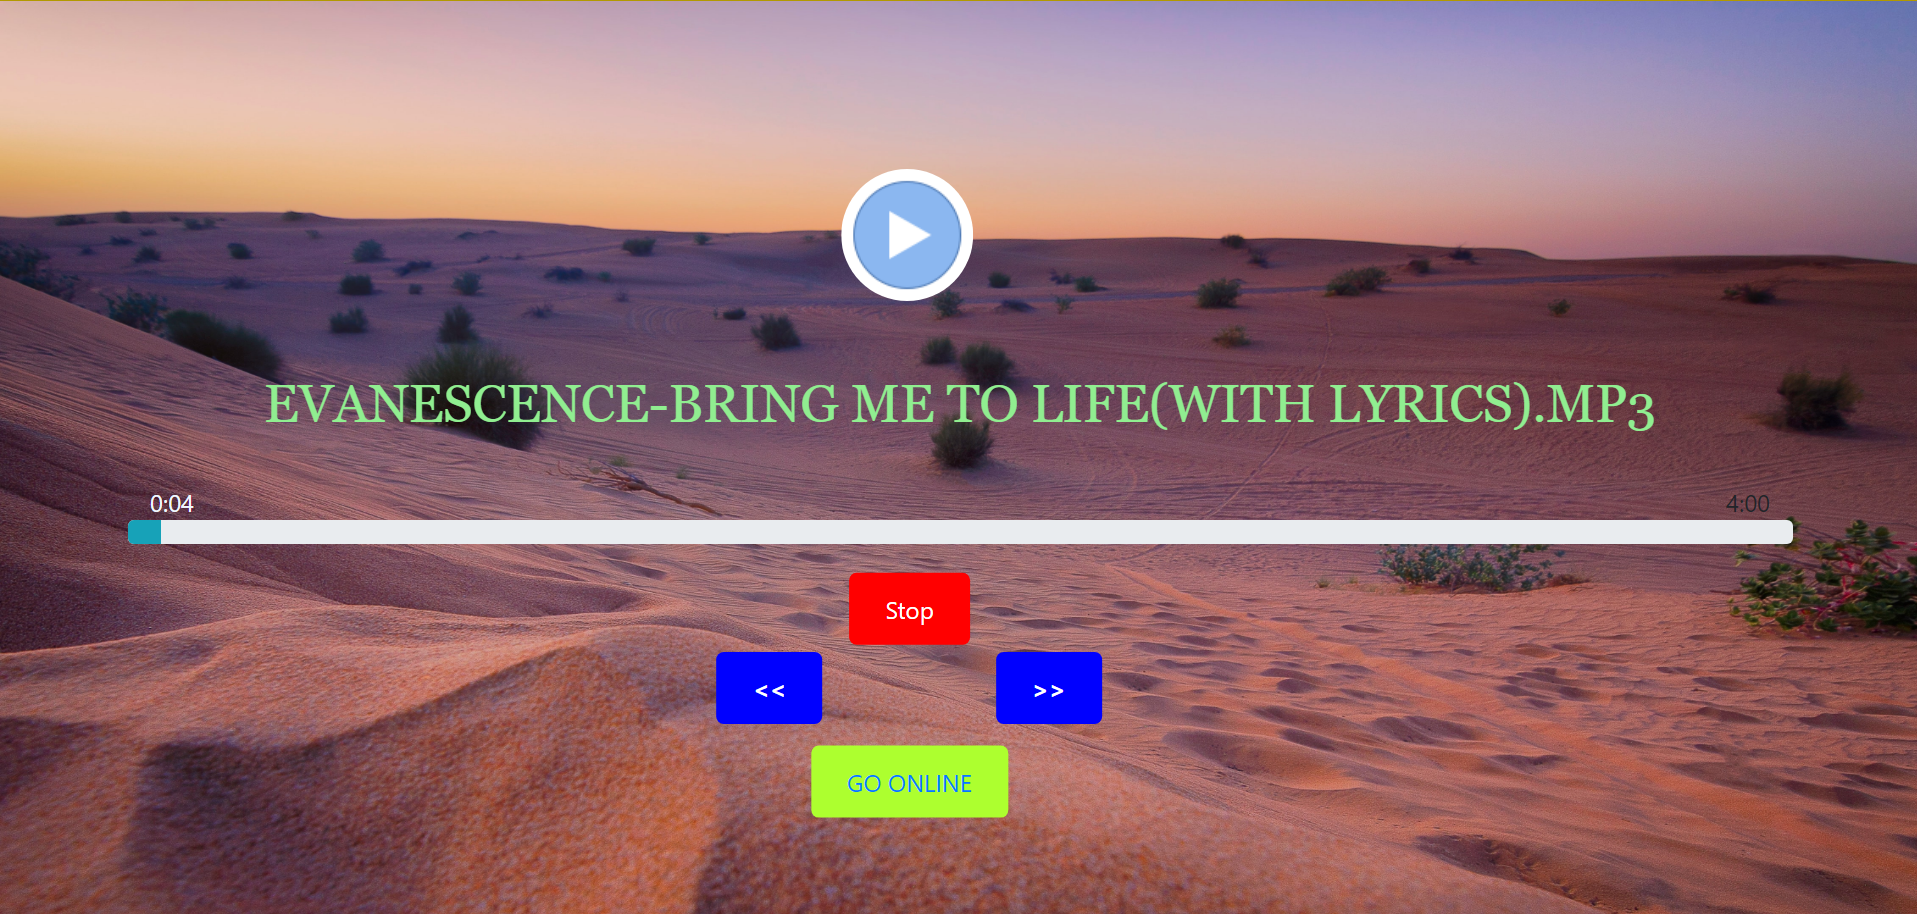 EVANESCENCE-BRING ME TO LIFE(WITH LYRICS).MP3
0:04 4:00
Stop
<< >>
GO ONLINE